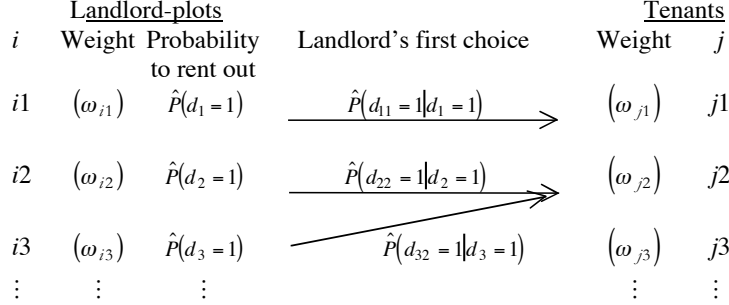 Landlord-plots Tenants
i Weight Probability Landlord's first choice Weight j
to rent out
i1 (ω_{i1}) P̂(d_1 = 1) P̂(d_{11} = 1|d_1 = 1) (ω_{j1}) j1
i2 (ω_{i2}) P̂(d_2 = 1) P̂(d_{22} = 1|d_2 = 1) (ω_{j2}) j2
i3 (ω_{i3}) P̂(d_3 = 1) P̂(d_{32} = 1|d_3 = 1) (ω_{j3}) j3
⋮ ⋮ ⋮ ⋮ ⋮